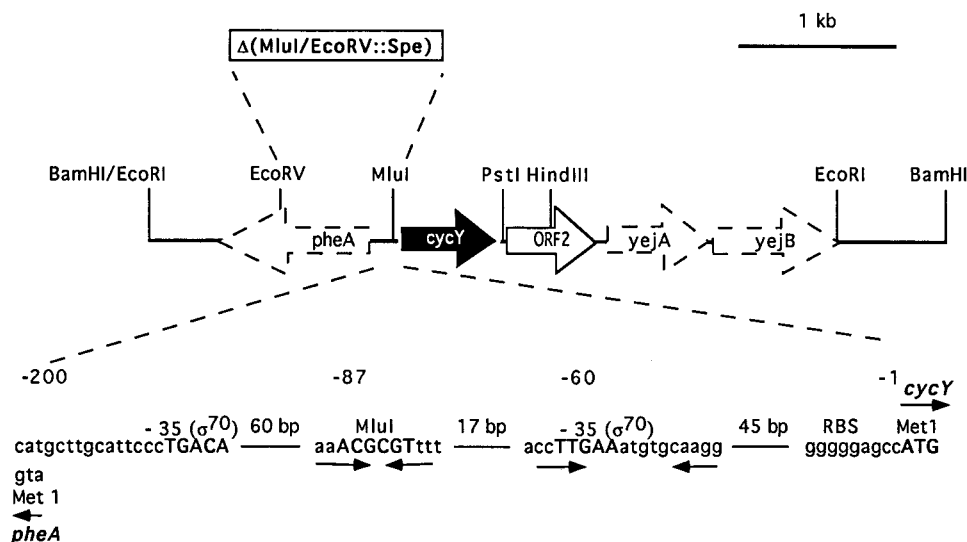 1 kb
Δ(MluI/EcoRV::Spe)
BamHI/EcoRI EcoRV MluI PstI HindIII EcoRI BamHI
pheA cycY ORF2 yejA yejB
-200 -87 -60 -1 cycY
- 35 (σ70) 60 bp MluI 17 bp - 35 (σ70) 45 bp RBS Met1
catgcttgcattcccTGACA aaACGCGTttt accTTGAAatgtgcaagg gggggagccATG
gta
Met 1
pheA